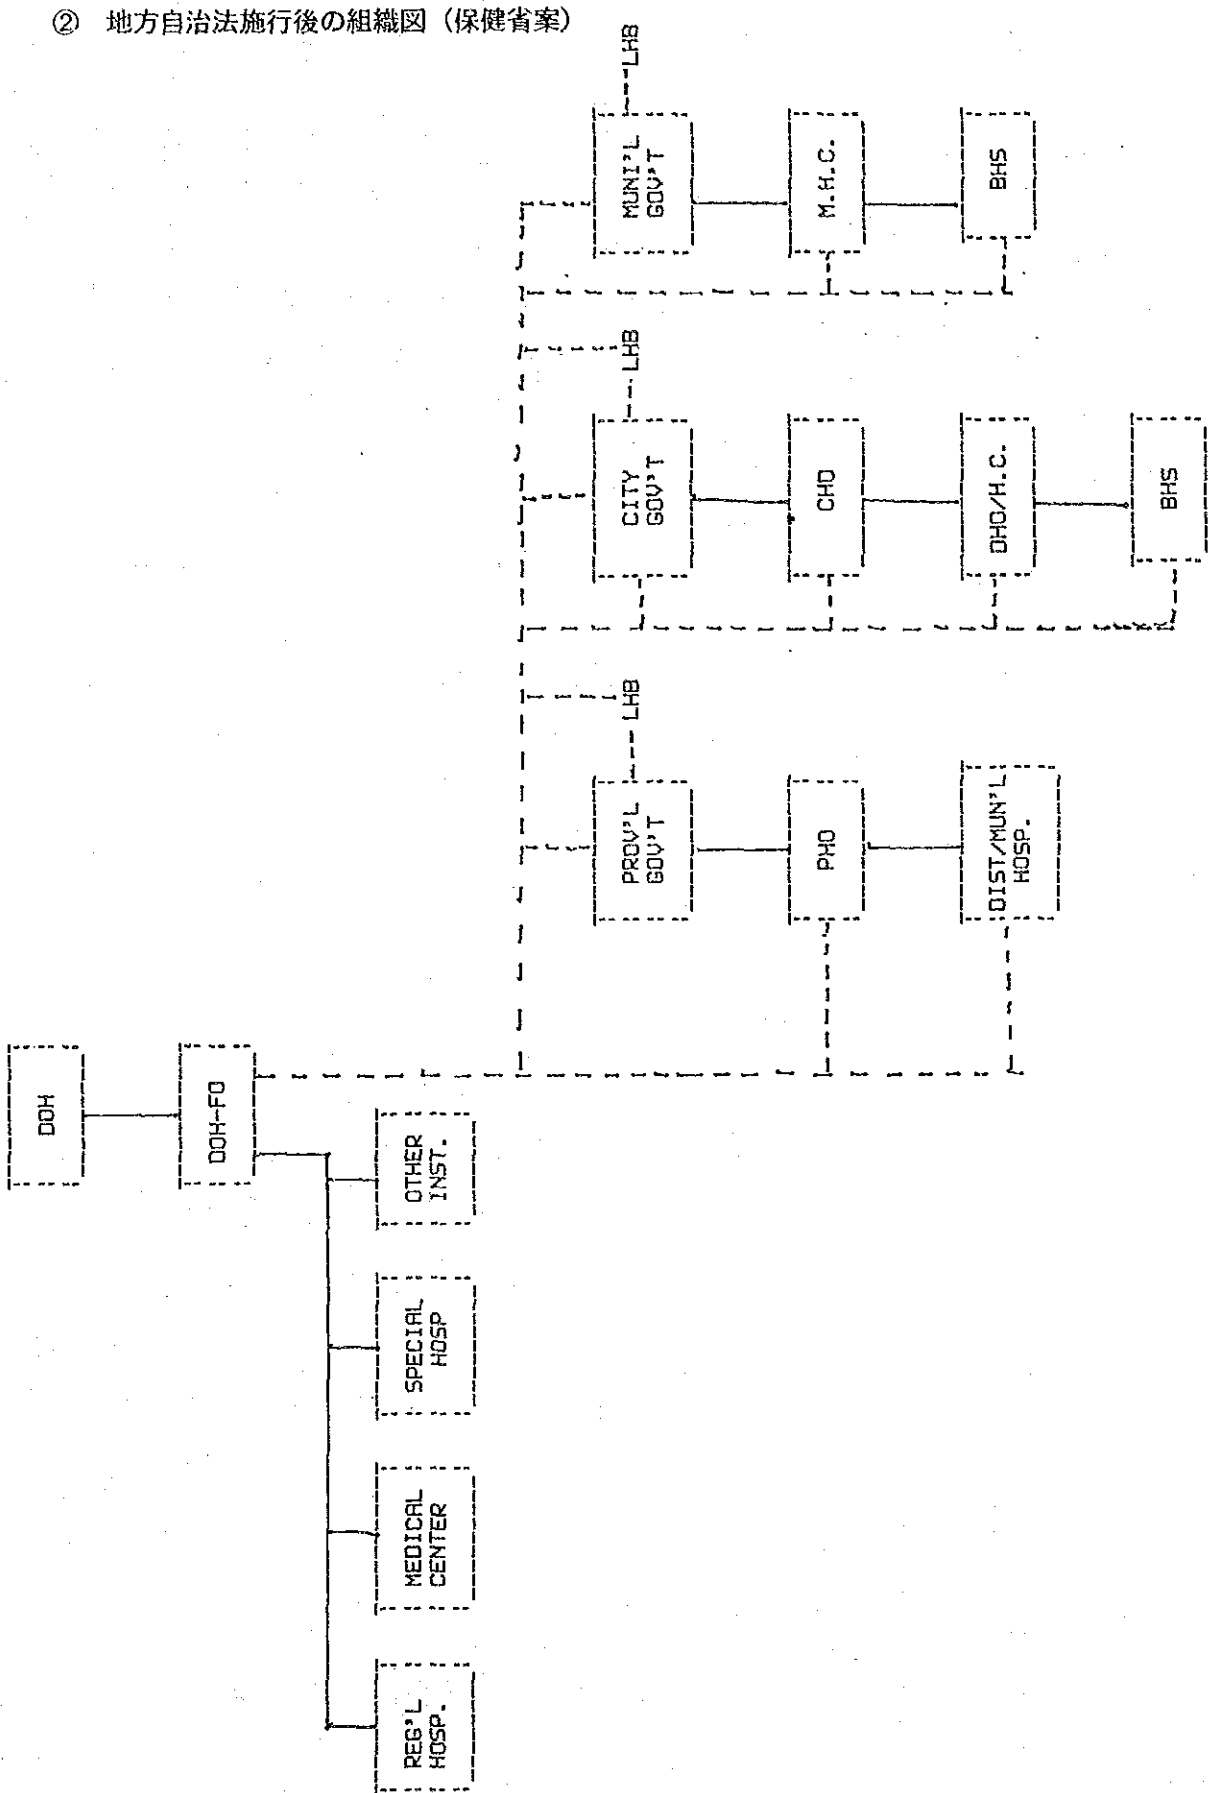 ② 地方自治法施行後の組織図（保健省案）
DOH
DOH-FO
REG'L
HOSP.
MEDICAL
CENTER
SPECIAL
HOSP
OTHER
INST.
LHB
PROV'L
GOV'T
PHO
DIST/MUN'L
HOSP.
LHB
CITY
GOV'T
CHO
DHO/H.C.
BHS
LHB
MUNI'L
GOV'T
M.H.C.
BHS